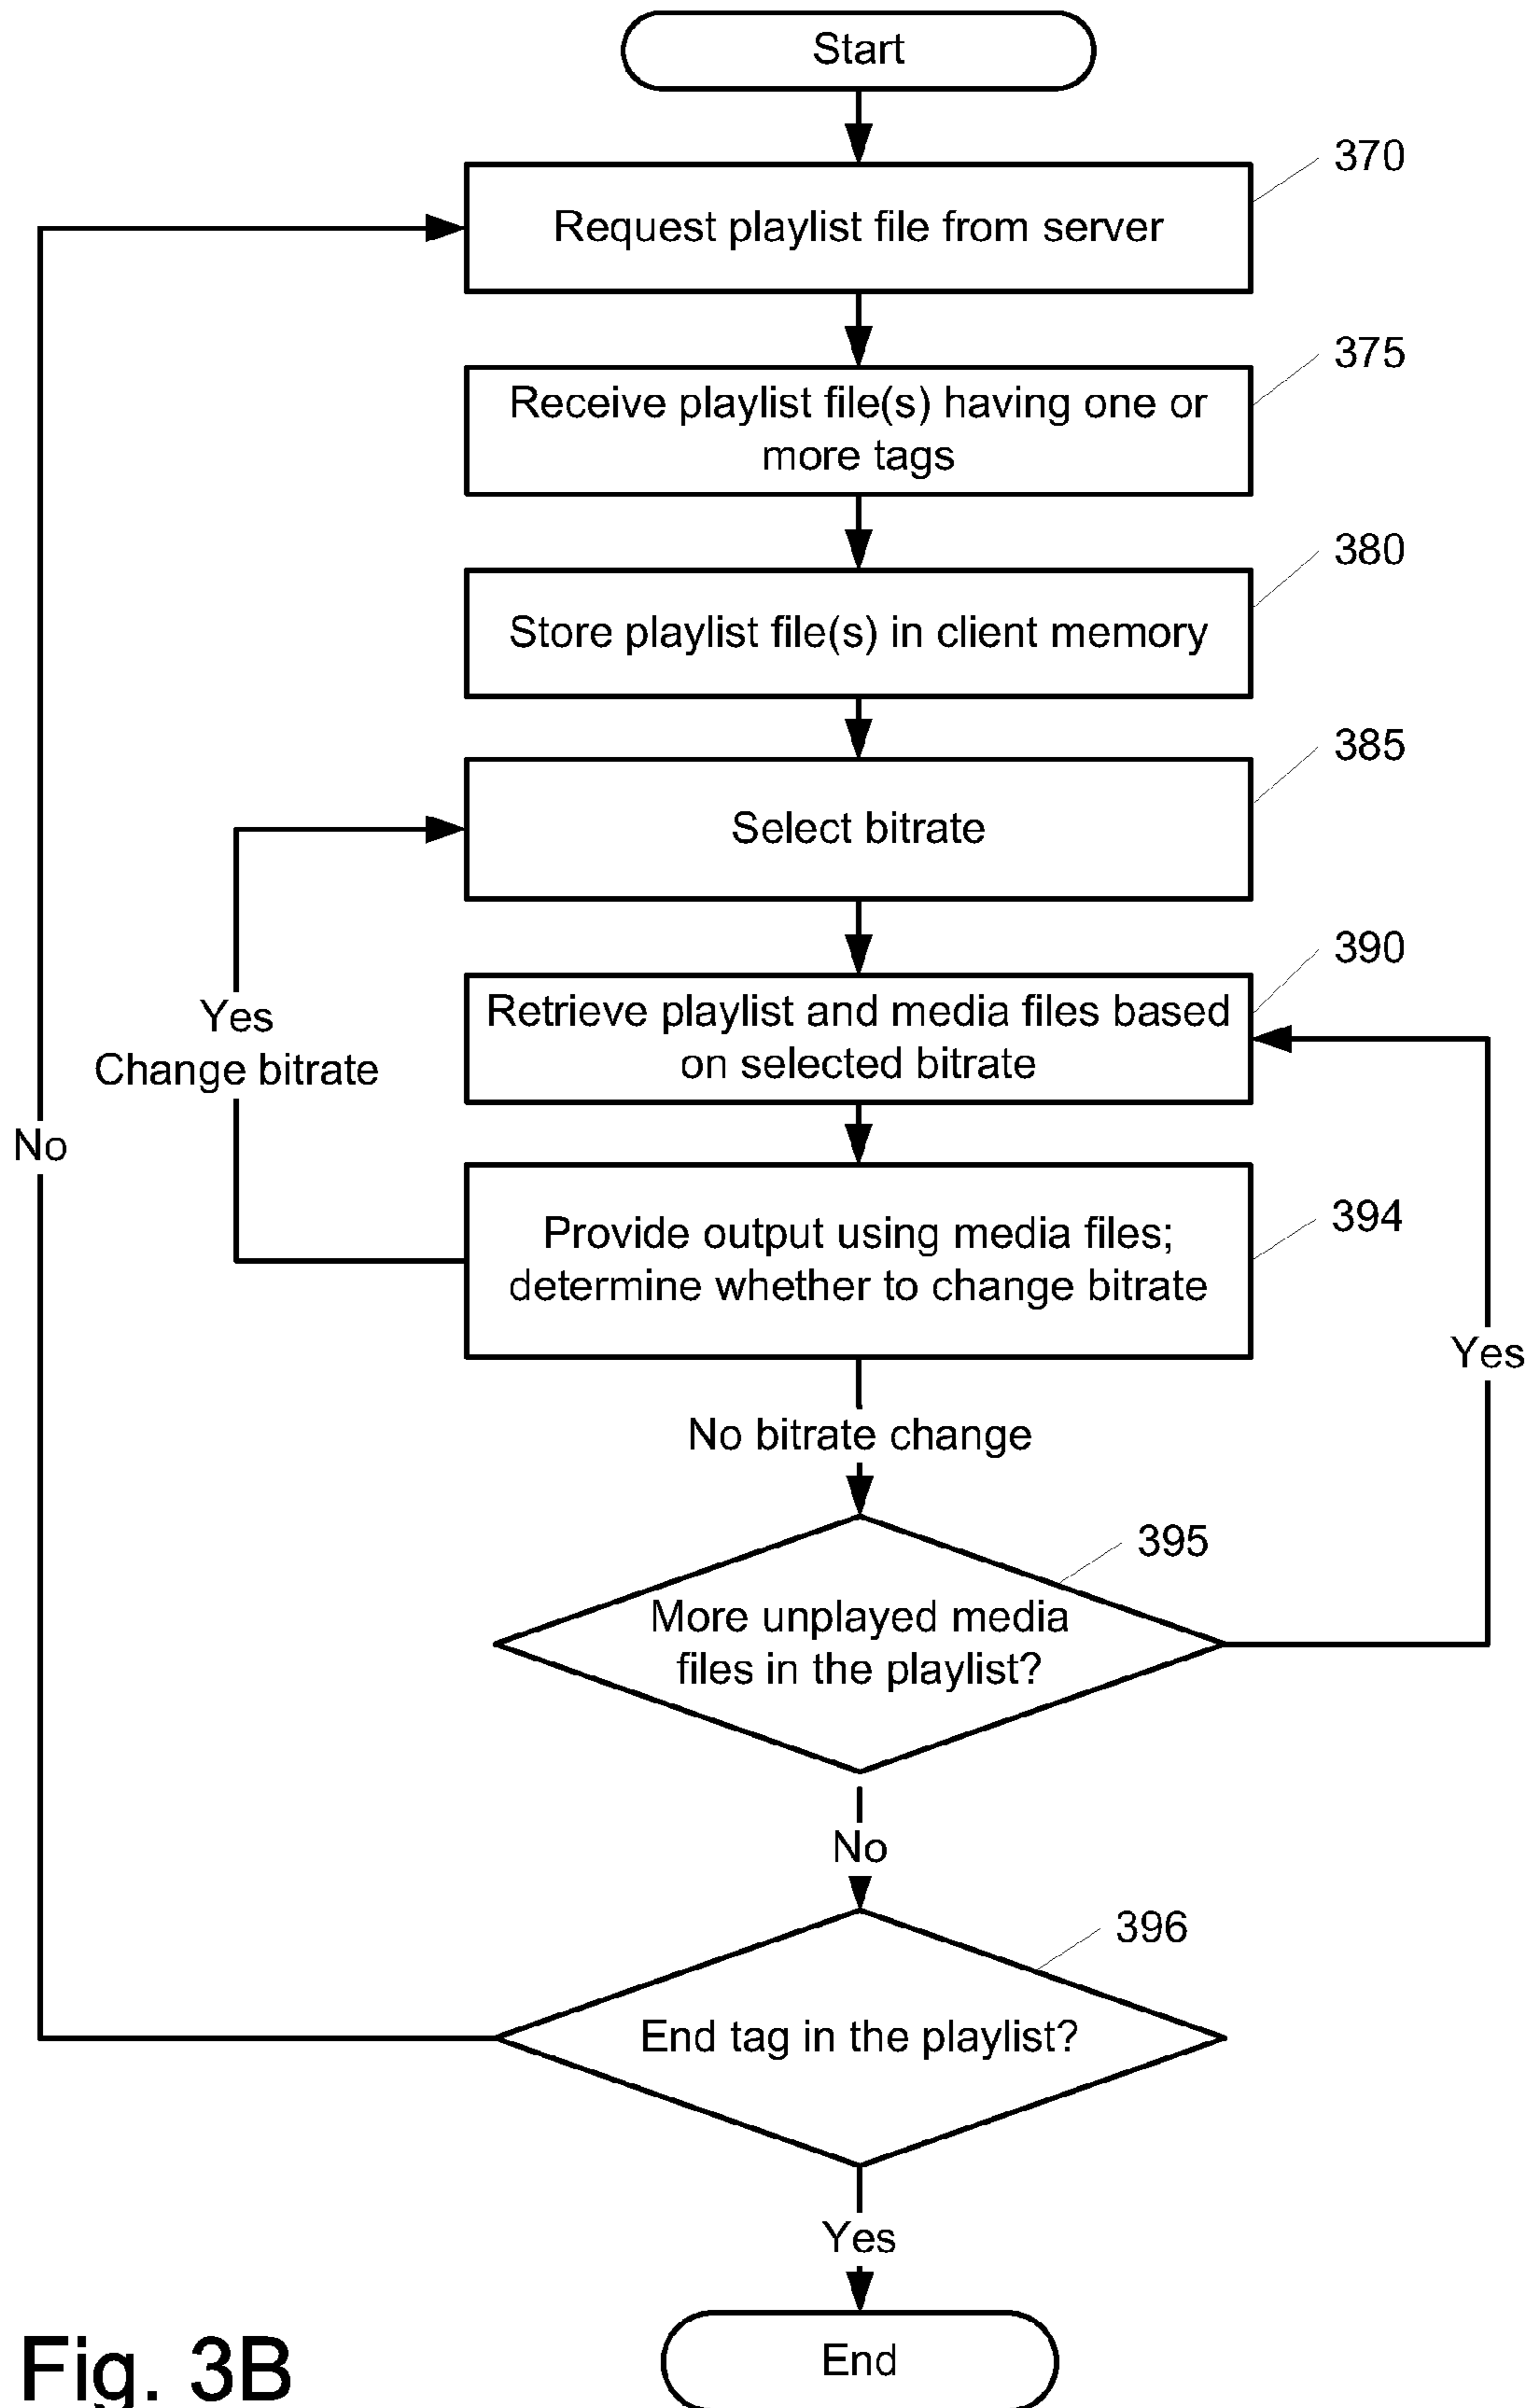 Start
370
Request playlist file from server
375
Receive playlist file(s) having one or
more tags
380
Store playlist file(s) in client memory
385
Select bitrate
390
Retrieve playlist and media files based
on selected bitrate
Yes
Change bitrate
No
394
Provide output using media files;
determine whether to change bitrate
Yes
No bitrate change
395
More unplayed media
files in the playlist?
No
396
End tag in the playlist?
Yes
End
Fig. 3B